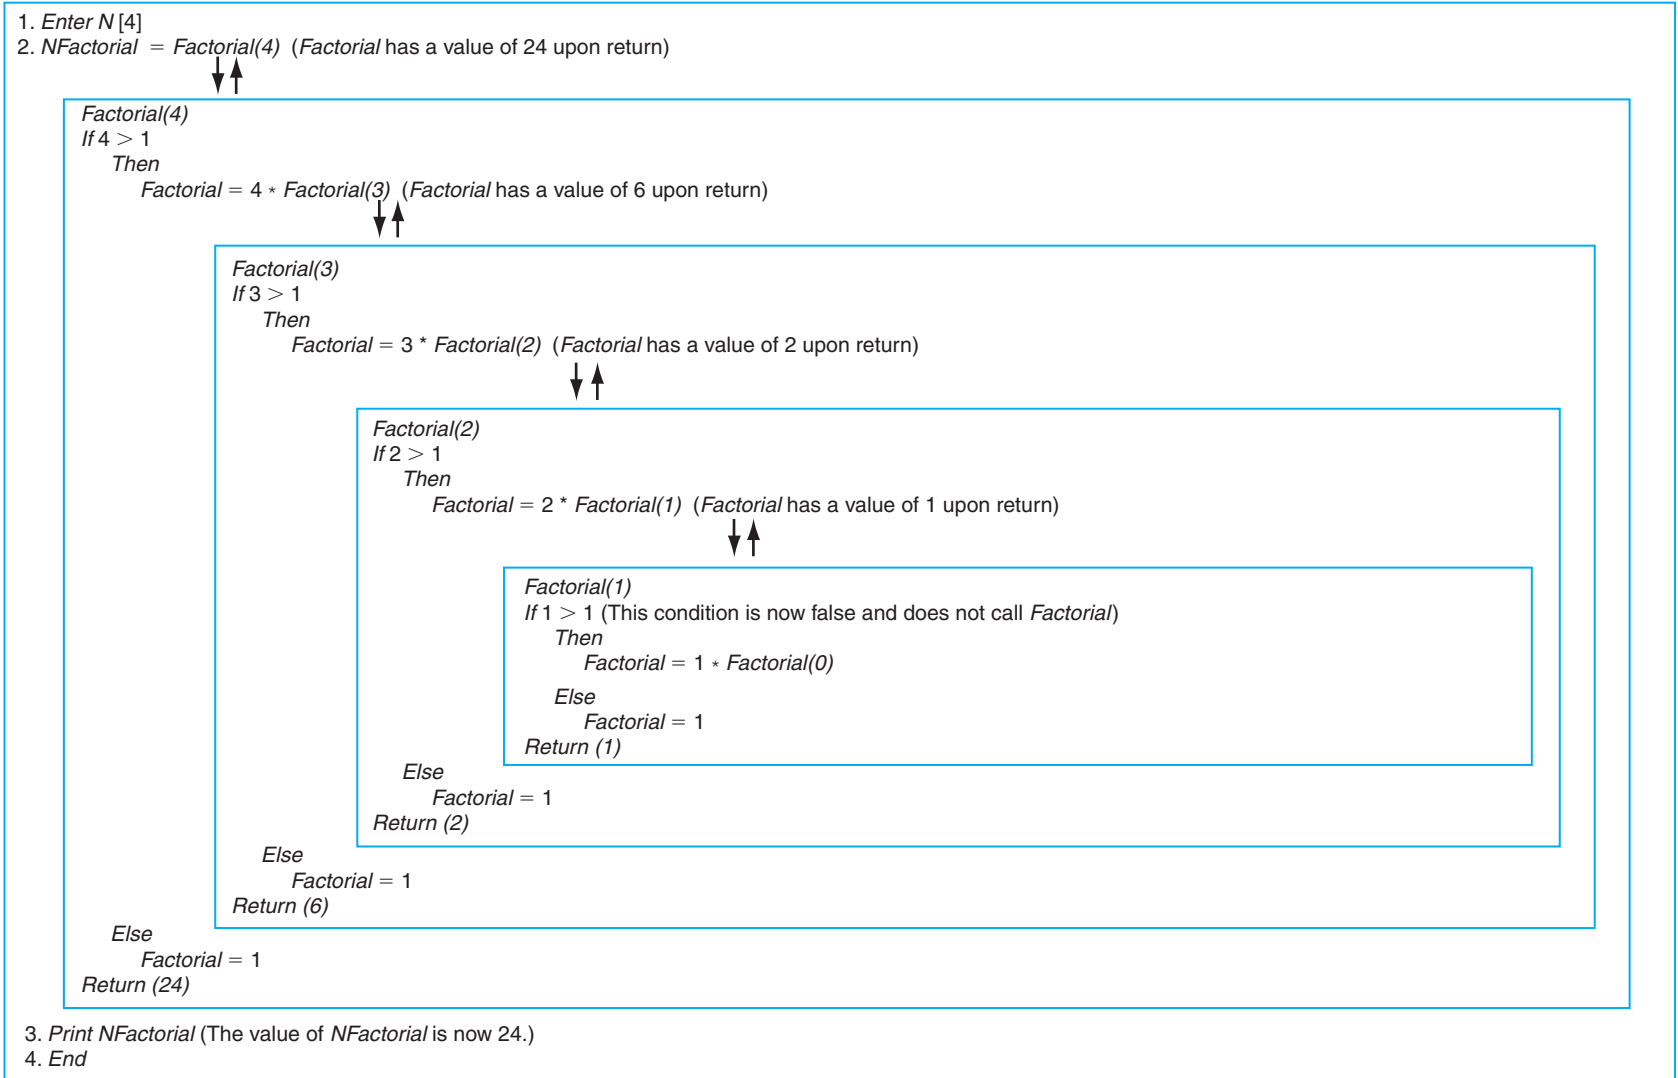 1. Enter N [4]
2. NFactorial = Factorial(4) (Factorial has a value of 24 upon return)
Factorial(4)
If 4 > 1
Then
Factorial = 4 * Factorial(3) (Factorial has a value of 6 upon return)
Factorial(3)
If 3 > 1
Then
Factorial = 3 * Factorial(2) (Factorial has a value of 2 upon return)
Factorial(2)
If 2 > 1
Then
Factorial = 2 * Factorial(1) (Factorial has a value of 1 upon return)
Factorial(1)
If 1 > 1 (This condition is now false and does not call Factorial)
Then
Factorial = 1 * Factorial(0)
Else
Factorial = 1
Return (1)
Else
Factorial = 1
Return (2)
Else
Factorial = 1
Return (6)
Else
Factorial = 1
Return (24)
3. Print NFactorial (The value of NFactorial is now 24.)
4. End